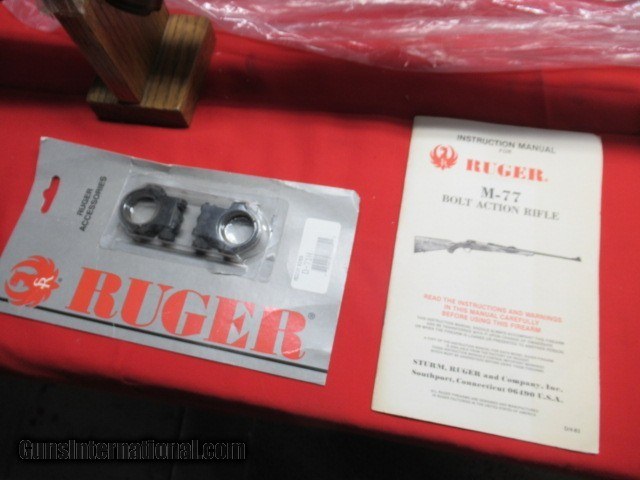 RUGER
ACCESSORIES
RUGER
INSTRUCTION MANUAL
FOR
RUGER
M-77
BOLT ACTION RIFLE
READ THE INSTRUCTIONS AND WARNINGS
IN THIS MANUAL CAREFULLY
BEFORE USING THIS FIREARM
STURM, RUGER and Company, Inc.
Southport, Connecticut 06490 U.S.A.
GunsInternational.com